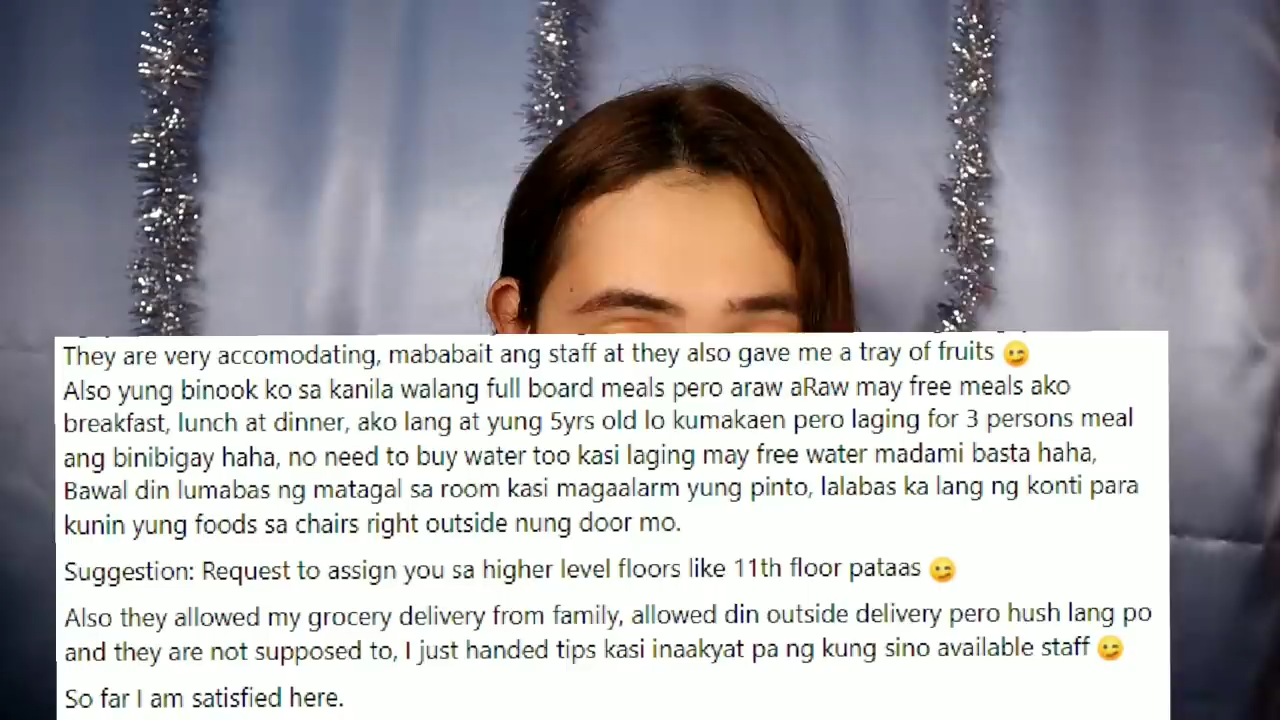 They are very accomodating, mababait ang staff at they also gave me a tray of fruits 😉
Also yung binook ko sa kanila walang full board meals pero araw aRaw may free meals ako
breakfast, lunch at dinner, ako lang at yung 5yrs old lo kumakaen pero laging for 3 persons meal
ang binibigay haha, no need to buy water too kasi laging may free water madami basta haha,
Bawal din lumabas ng matagal sa room kasi magaalarm yung pinto, lalabas ka lang ng konti para
kunin yung foods sa chairs right outside nung door mo.
Suggestion: Request to assign you sa higher level floors like 11th floor pataas 😉
Also they allowed my grocery delivery from family, allowed din outside delivery pero hush lang po
and they are not supposed to, I just handed tips kasi inaakyat pa ng kung sino available staff 😉
So far I am satisfied here.